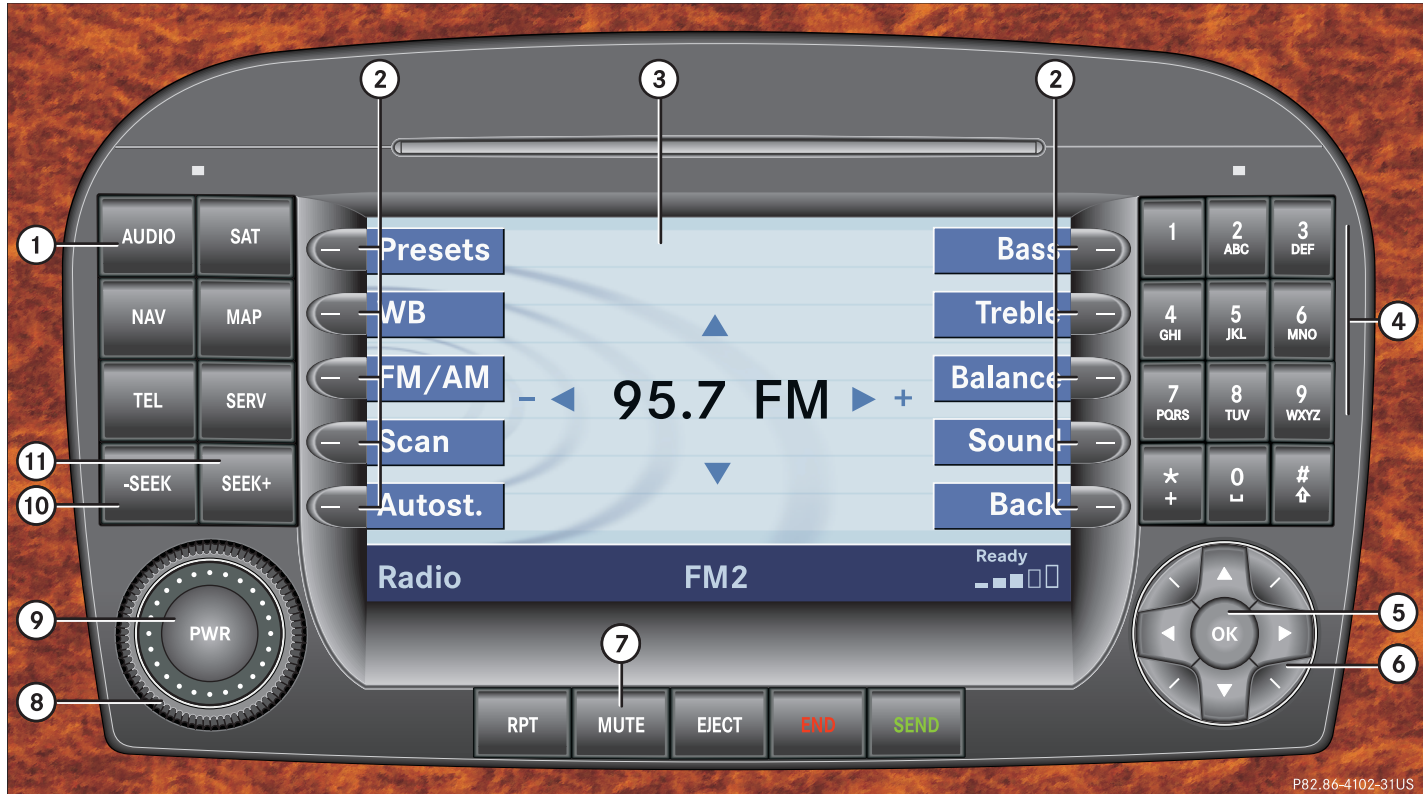 2 3 2
1 AUDIO SAT
NAV MAP
TEL SERV
11 -SEEK SEEK+
10
Presets
WB
FM/AM
Scan
Autost.
- 95.7 FM +
Bass
Treble
Balance
Sound
Back
Radio FM2 Ready
1 2 ABC 3 DEF
4 GHI 5 JKL 6 MNO 4
7 PQRS 8 TUV 9 WXYZ
* + 0 #
9 PWR
8
7
OK 5
6
RPT MUTE EJECT END SEND
P82.86-4102-31US